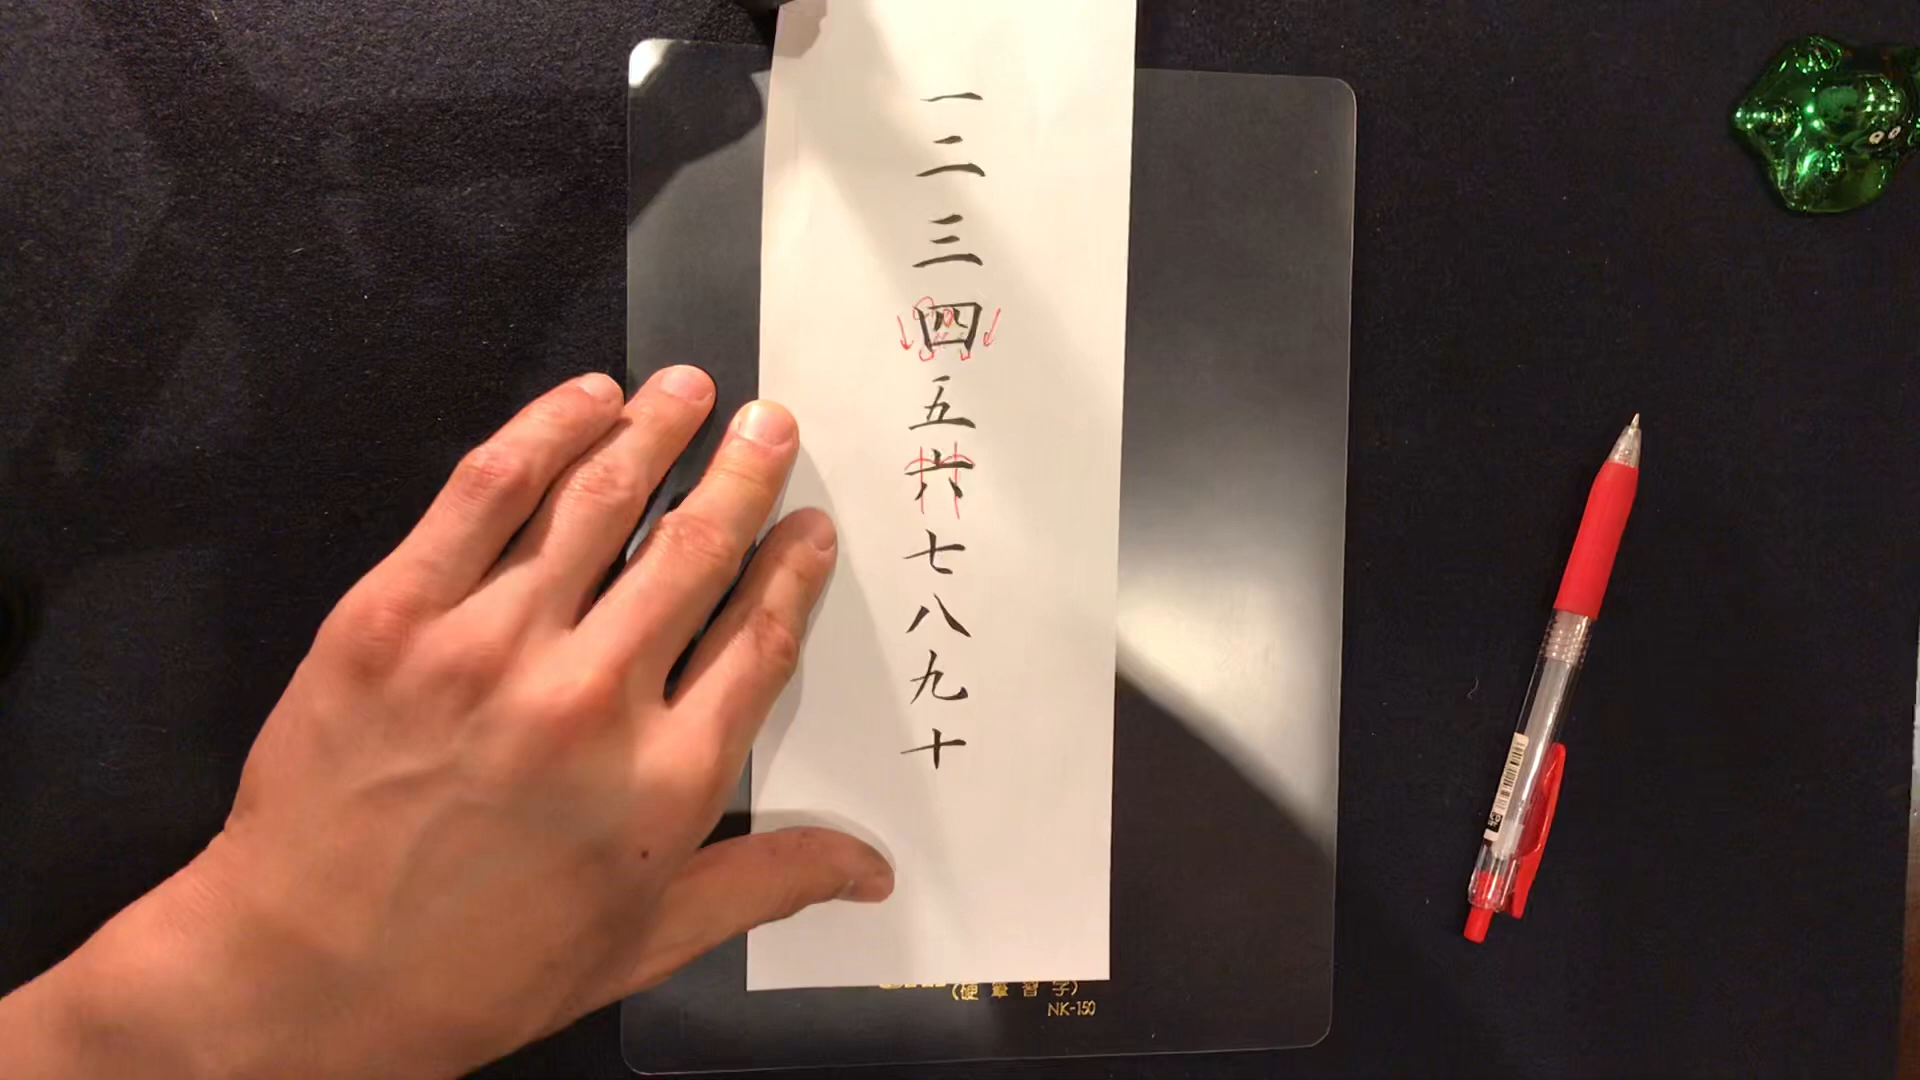 一
二
三
四
五
六
七
八
九
十
(硬筆習字)
NK-150